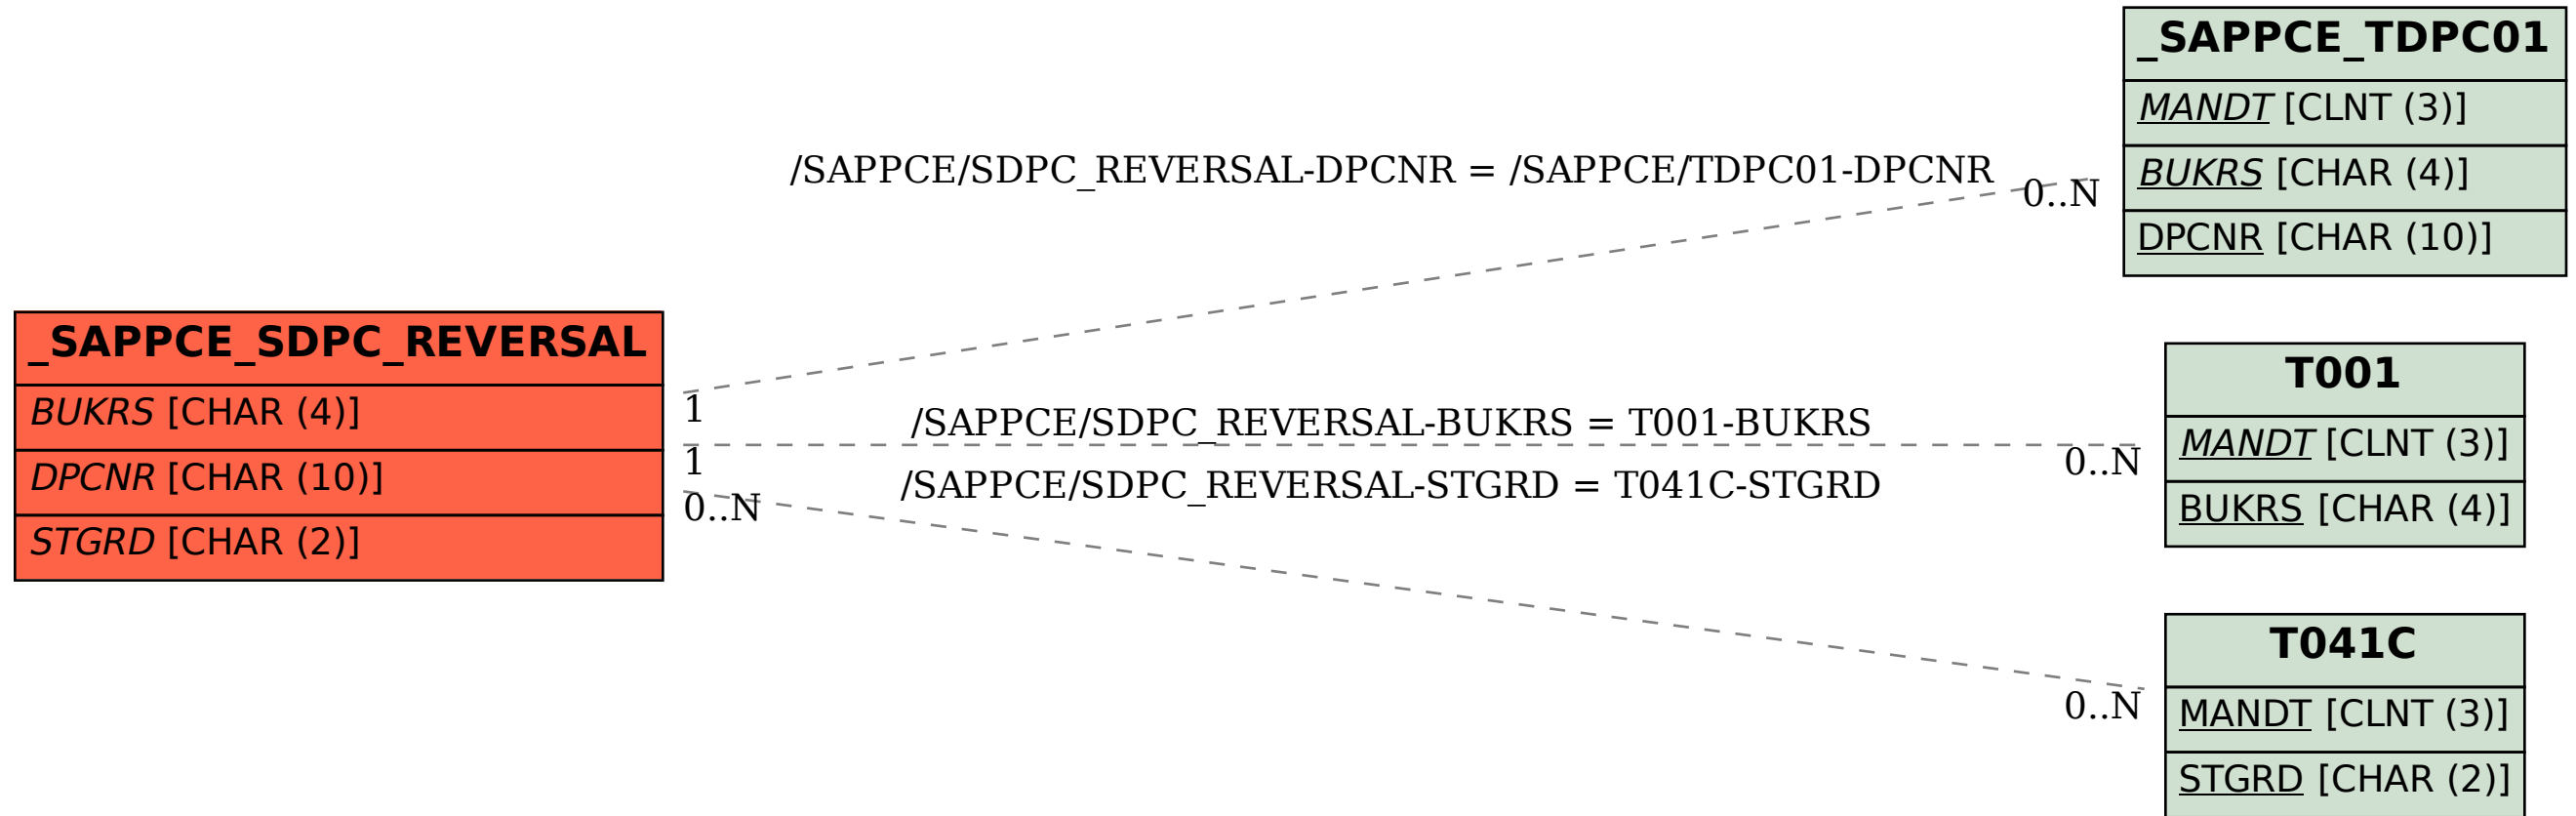 _SAPPCE_TDPC01
MANDT [CLNT (3)]
BUKRS [CHAR (4)]
DPCNR [CHAR (10)]
/SAPPCE/SDPC_REVERSAL-DPCNR = /SAPPCE/TDPC01-DPCNR
0..N
_SAPPCE_SDPC_REVERSAL
BUKRS [CHAR (4)]
DPCNR [CHAR (10)]
STGRD [CHAR (2)]
1
/SAPPCE/SDPC_REVERSAL-BUKRS = T001-BUKRS
1
0..N
/SAPPCE/SDPC_REVERSAL-STGRD = T041C-STGRD
0..N
T001
MANDT [CLNT (3)]
BUKRS [CHAR (4)]
0..N
T041C
MANDT [CLNT (3)]
STGRD [CHAR (2)]